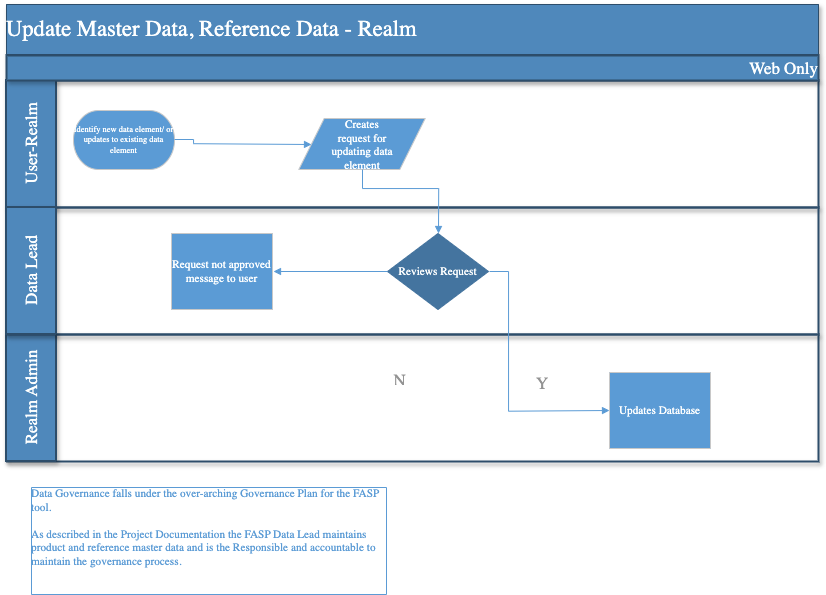 Update Master Data, Reference Data - Realm
Web Only
User-Realm
Identify new data element/ or
updates to existing data
element
Creates
request for
updating data
element
Data Lead
Request not approved
message to user
Reviews Request
Realm Admin
N
Y
Updates Database
Data Governance falls under the over-arching Governance Plan for the FASP
tool.
As described in the Project Documentation the FASP Data Lead maintains
product and reference master data and is the Responsible and accountable to
maintain the governance process.